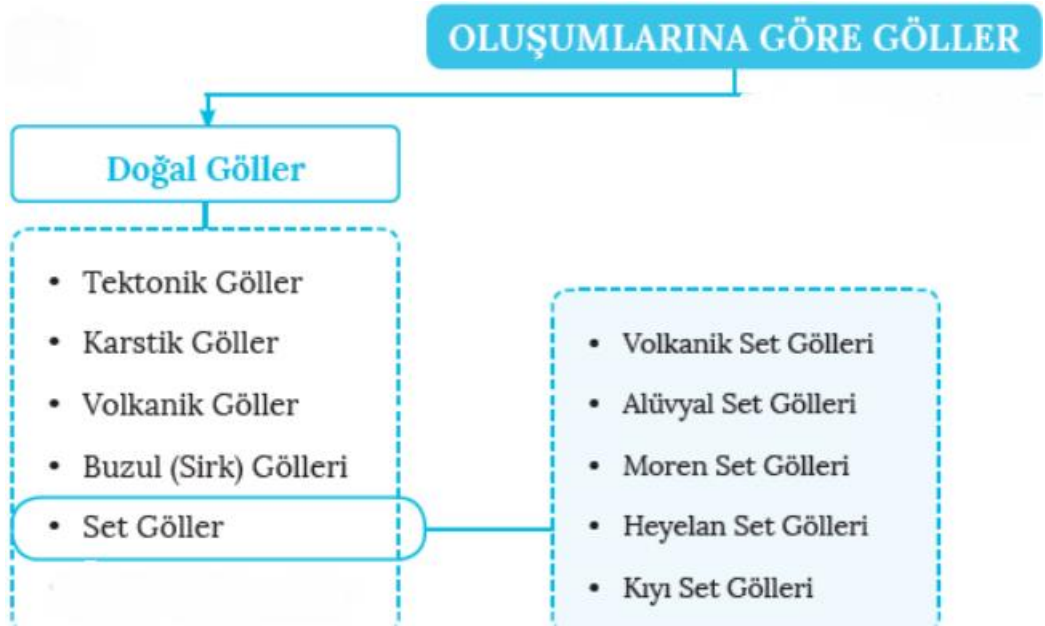 OLUŞUMLARINA GÖRE GÖLLER
Doğal Göller
• Tektonik Göller
• Karstik Göller
• Volkanik Göller
• Buzul (Sirk) Gölleri
• Set Göller
• Volkanik Set Gölleri
• Alüvyal Set Gölleri
• Moren Set Gölleri
• Heyelan Set Gölleri
• Kıyı Set Gölleri